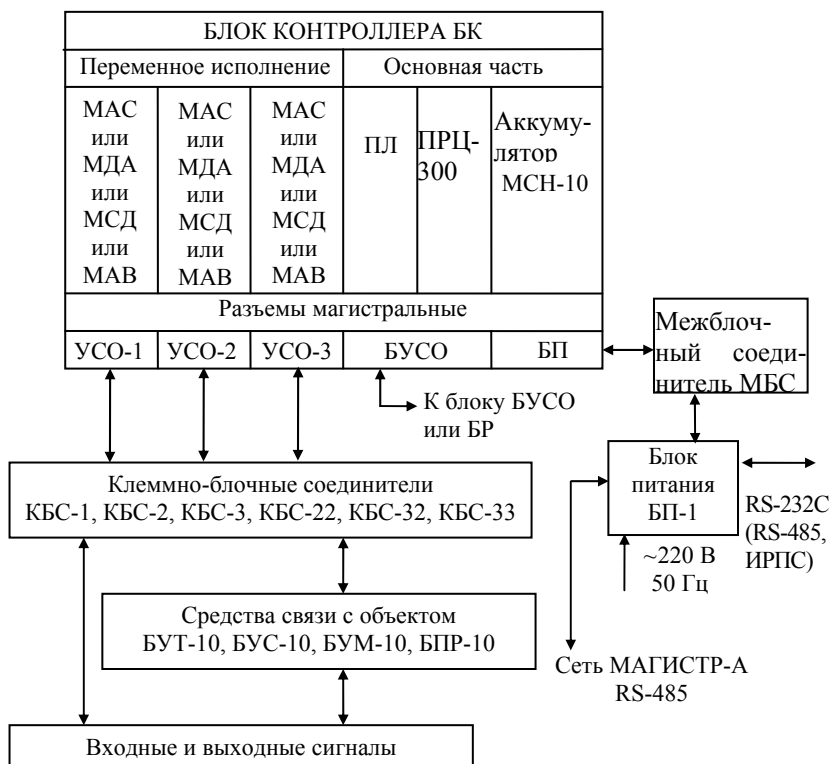 БЛОК КОНТРОЛЛЕРА БК
Переменное исполнение
Основная часть
МАС
или
МДА
или
МСД
или
МАВ
МАС
или
МДА
или
МСД
или
МАВ
МАС
или
МДА
или
МСД
или
МАВ
ПЛ
ПРЦ-
300
Аккуму-
лятор
МСН-10
Разъемы магистральные
УСО-1
УСО-2
УСО-3
БУСО
БП
Межблоч-
ный соеди-
нитель МБС
К блоку БУСО
или БР
Клеммно-блочные соединители
КБС-1, КБС-2, КБС-3, КБС-22, КБС-32, КБС-33
Блок
питания
БП-1
RS-232С
(RS-485,
ИРПС)
~220 В
50 Гц
Средства связи с объектом
БУТ-10, БУС-10, БУМ-10, БПР-10
Сеть МАГИСТР-А
RS-485
Входные и выходные сигналы